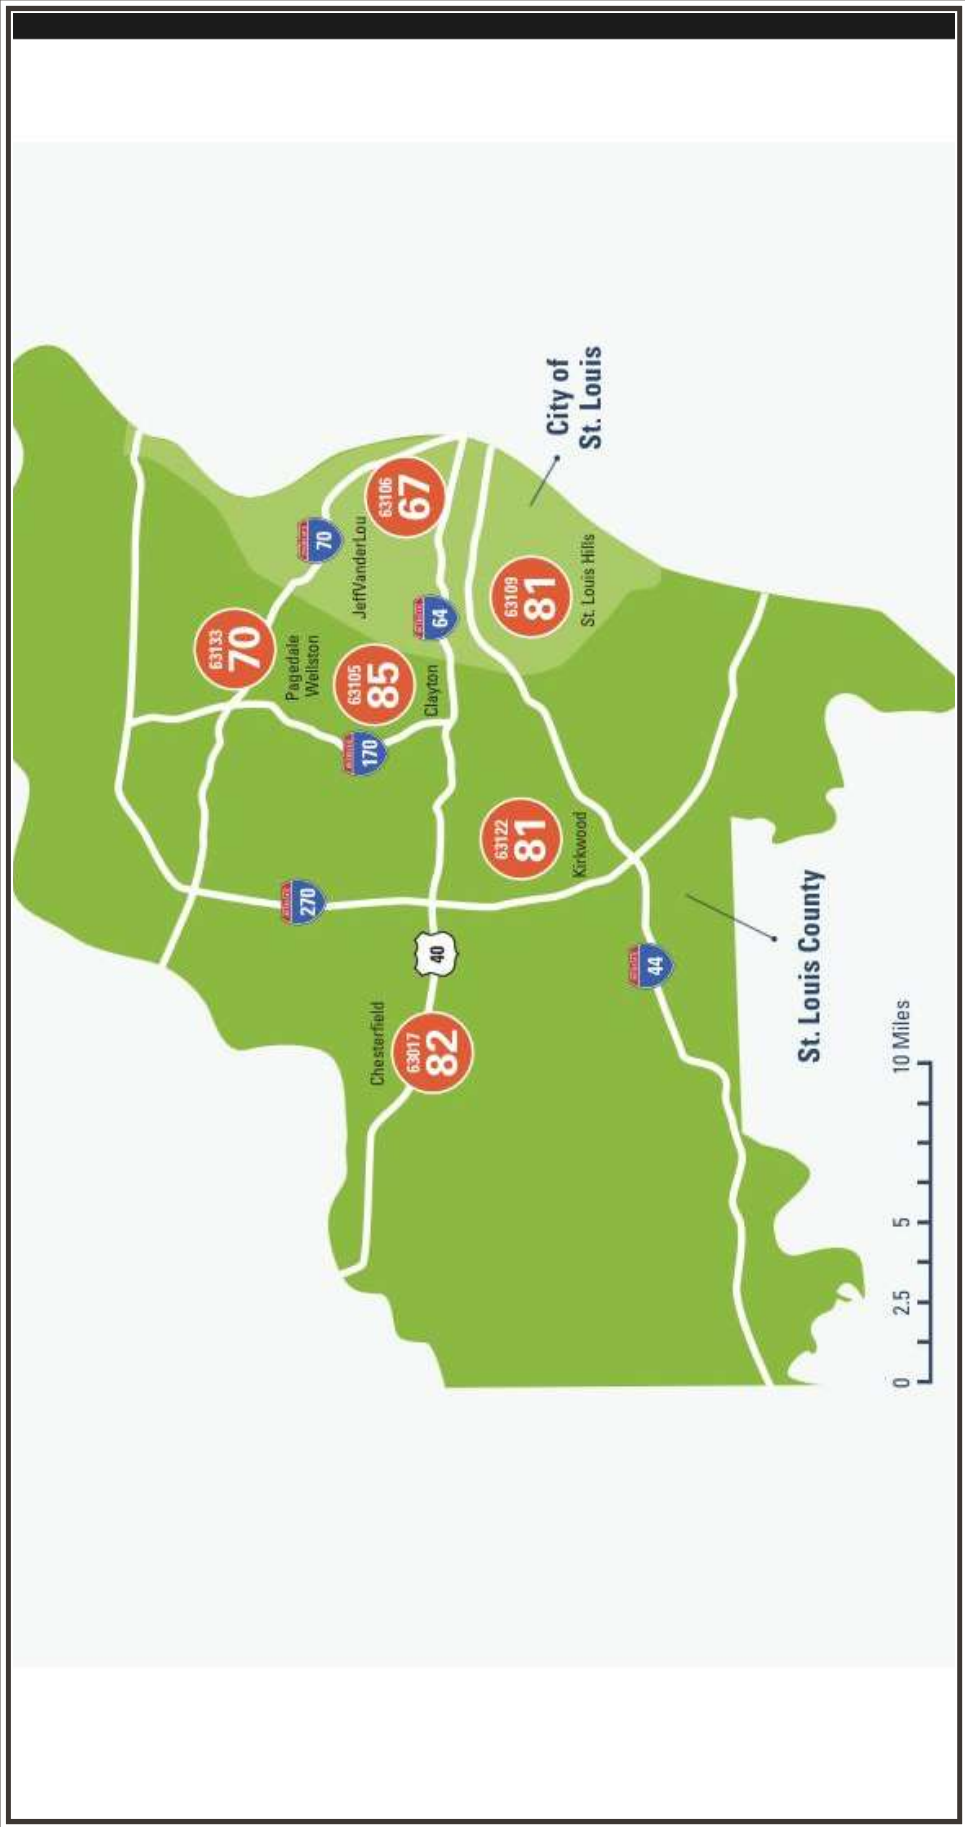 63133
70
Pagedale
Wellston
70
63106
67
JeffVanderLou
Chesterfield
63017
82
270
40
170
63105
85
Clayton
64
63122
81
Kirkwood
63109
81
St. Louis Hills
City of
St. Louis
44
St. Louis County
0 2.5 5 10 Miles